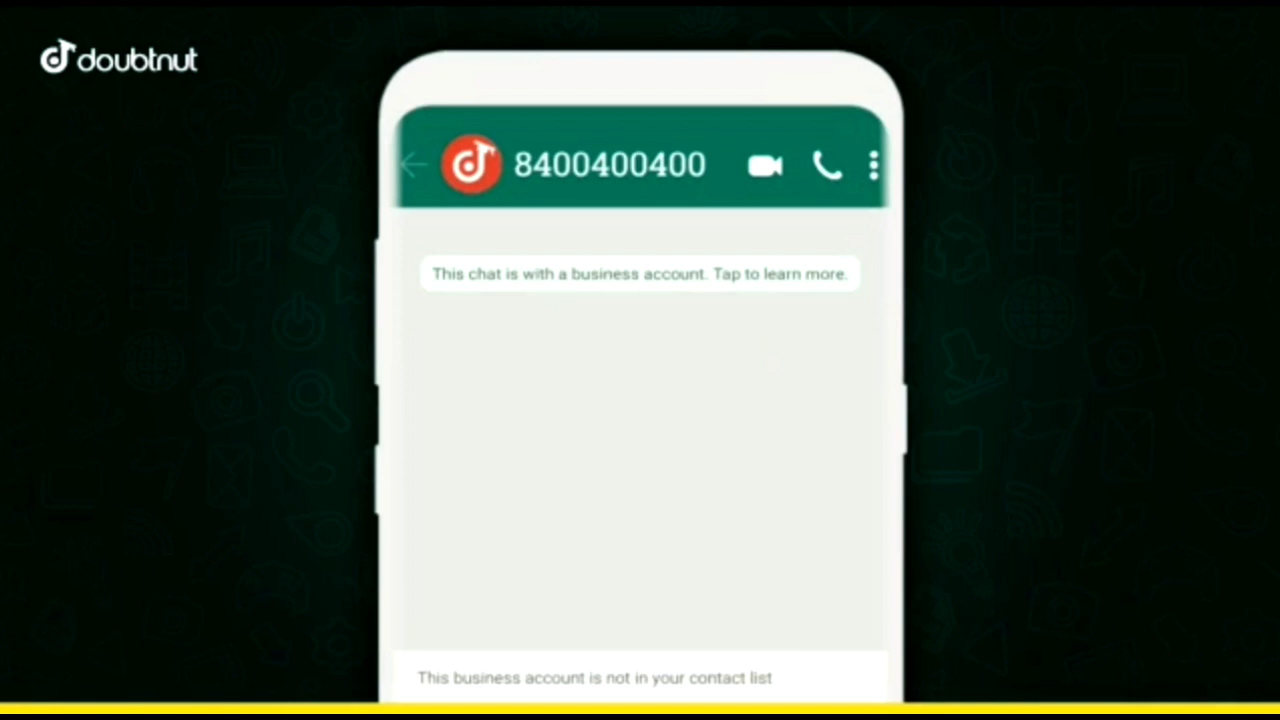 doubtnut
8400400400
This chat is with a business account. Tap to learn more.
This business account is not in your contact list